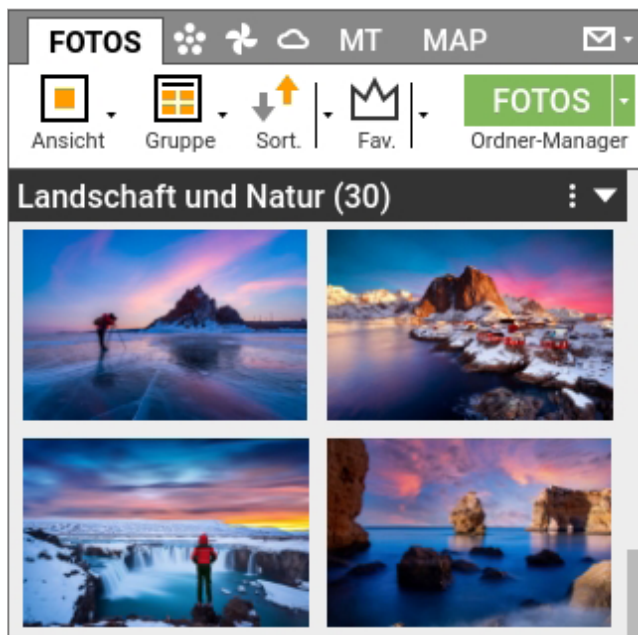 FOTOS MT MAP
FOTOS
Ansicht Gruppe Sort. Fav. Ordner-Manager
Landschaft und Natur (30)